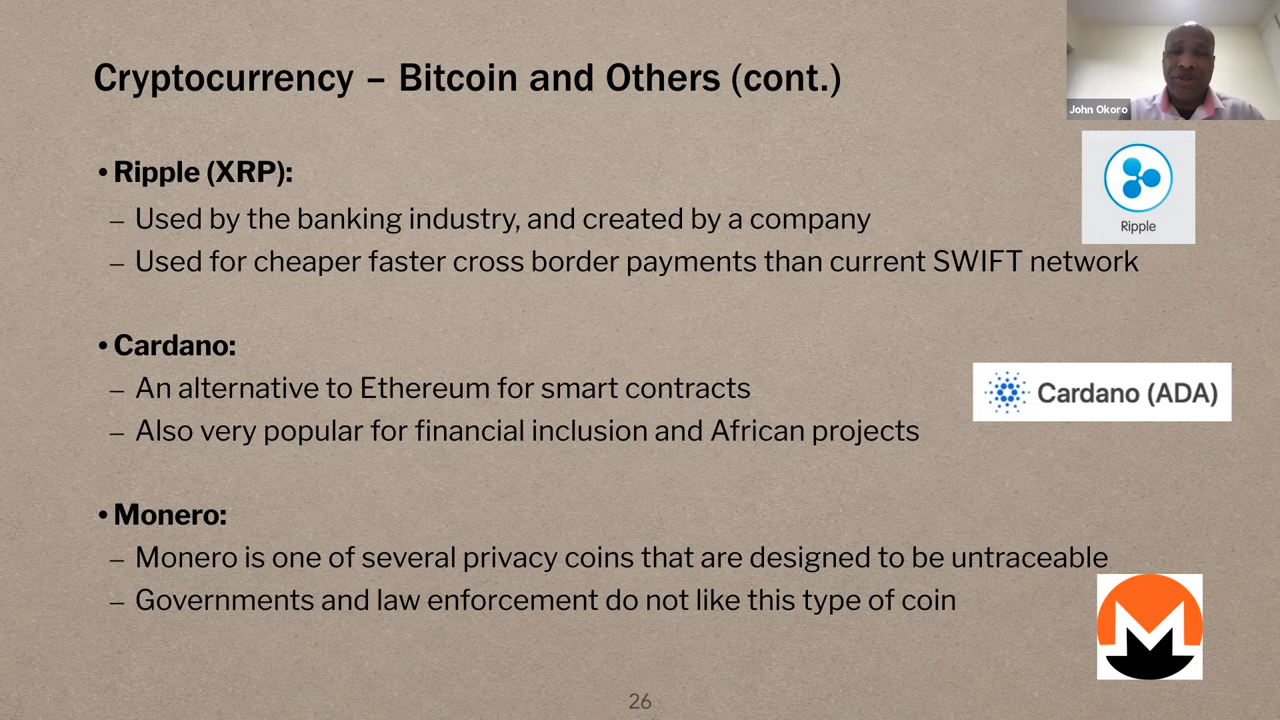 Cryptocurrency – Bitcoin and Others (cont.)
John Okoro
• Ripple (XRP):
– Used by the banking industry, and created by a company
– Used for cheaper faster cross border payments than current SWIFT network
Ripple
• Cardano:
– An alternative to Ethereum for smart contracts
– Also very popular for financial inclusion and African projects
Cardano (ADA)
• Monero:
– Monero is one of several privacy coins that are designed to be untraceable
– Governments and law enforcement do not like this type of coin
26